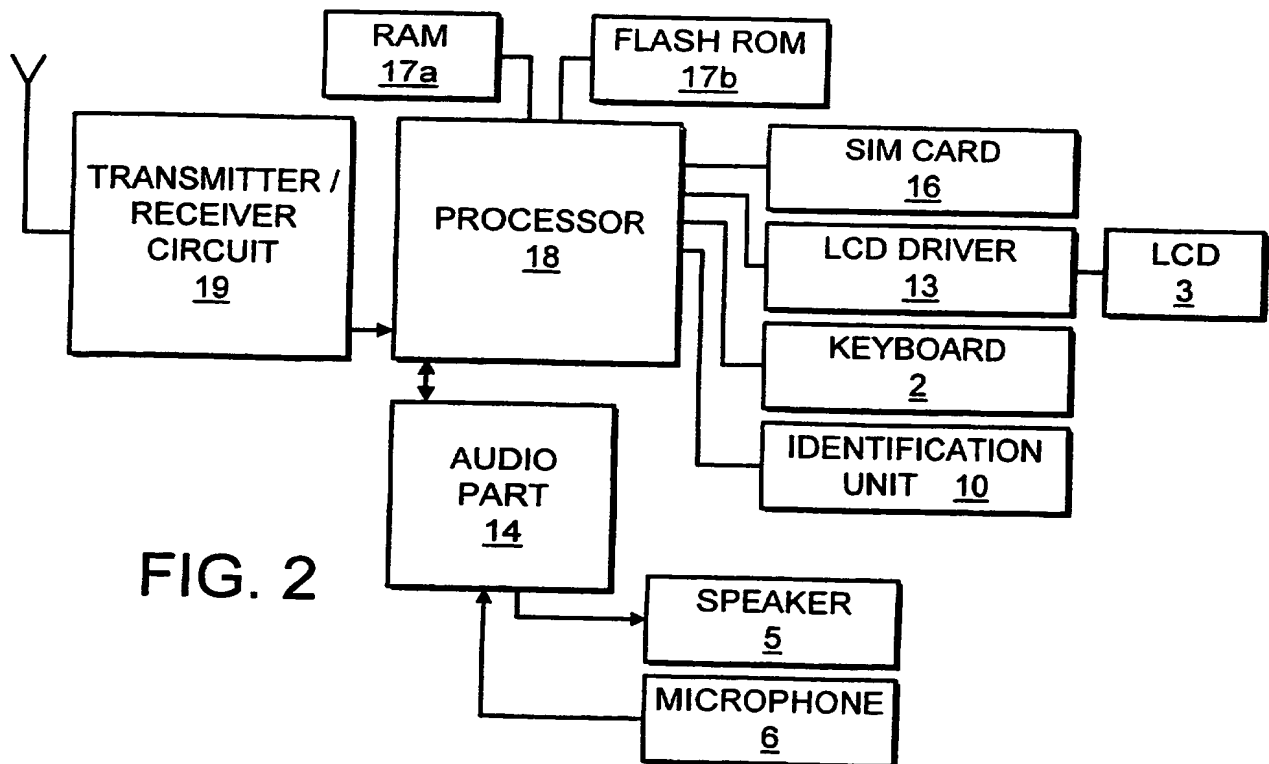 RAM
17a
FLASH ROM
17b
TRANSMITTER /
RECEIVER
CIRCUIT
19
PROCESSOR
18
SIM CARD
16
LCD DRIVER
13
LCD
3
KEYBOARD
2
IDENTIFICATION
UNIT 10
AUDIO
PART
14
FIG. 2
SPEAKER
5
MICROPHONE
6